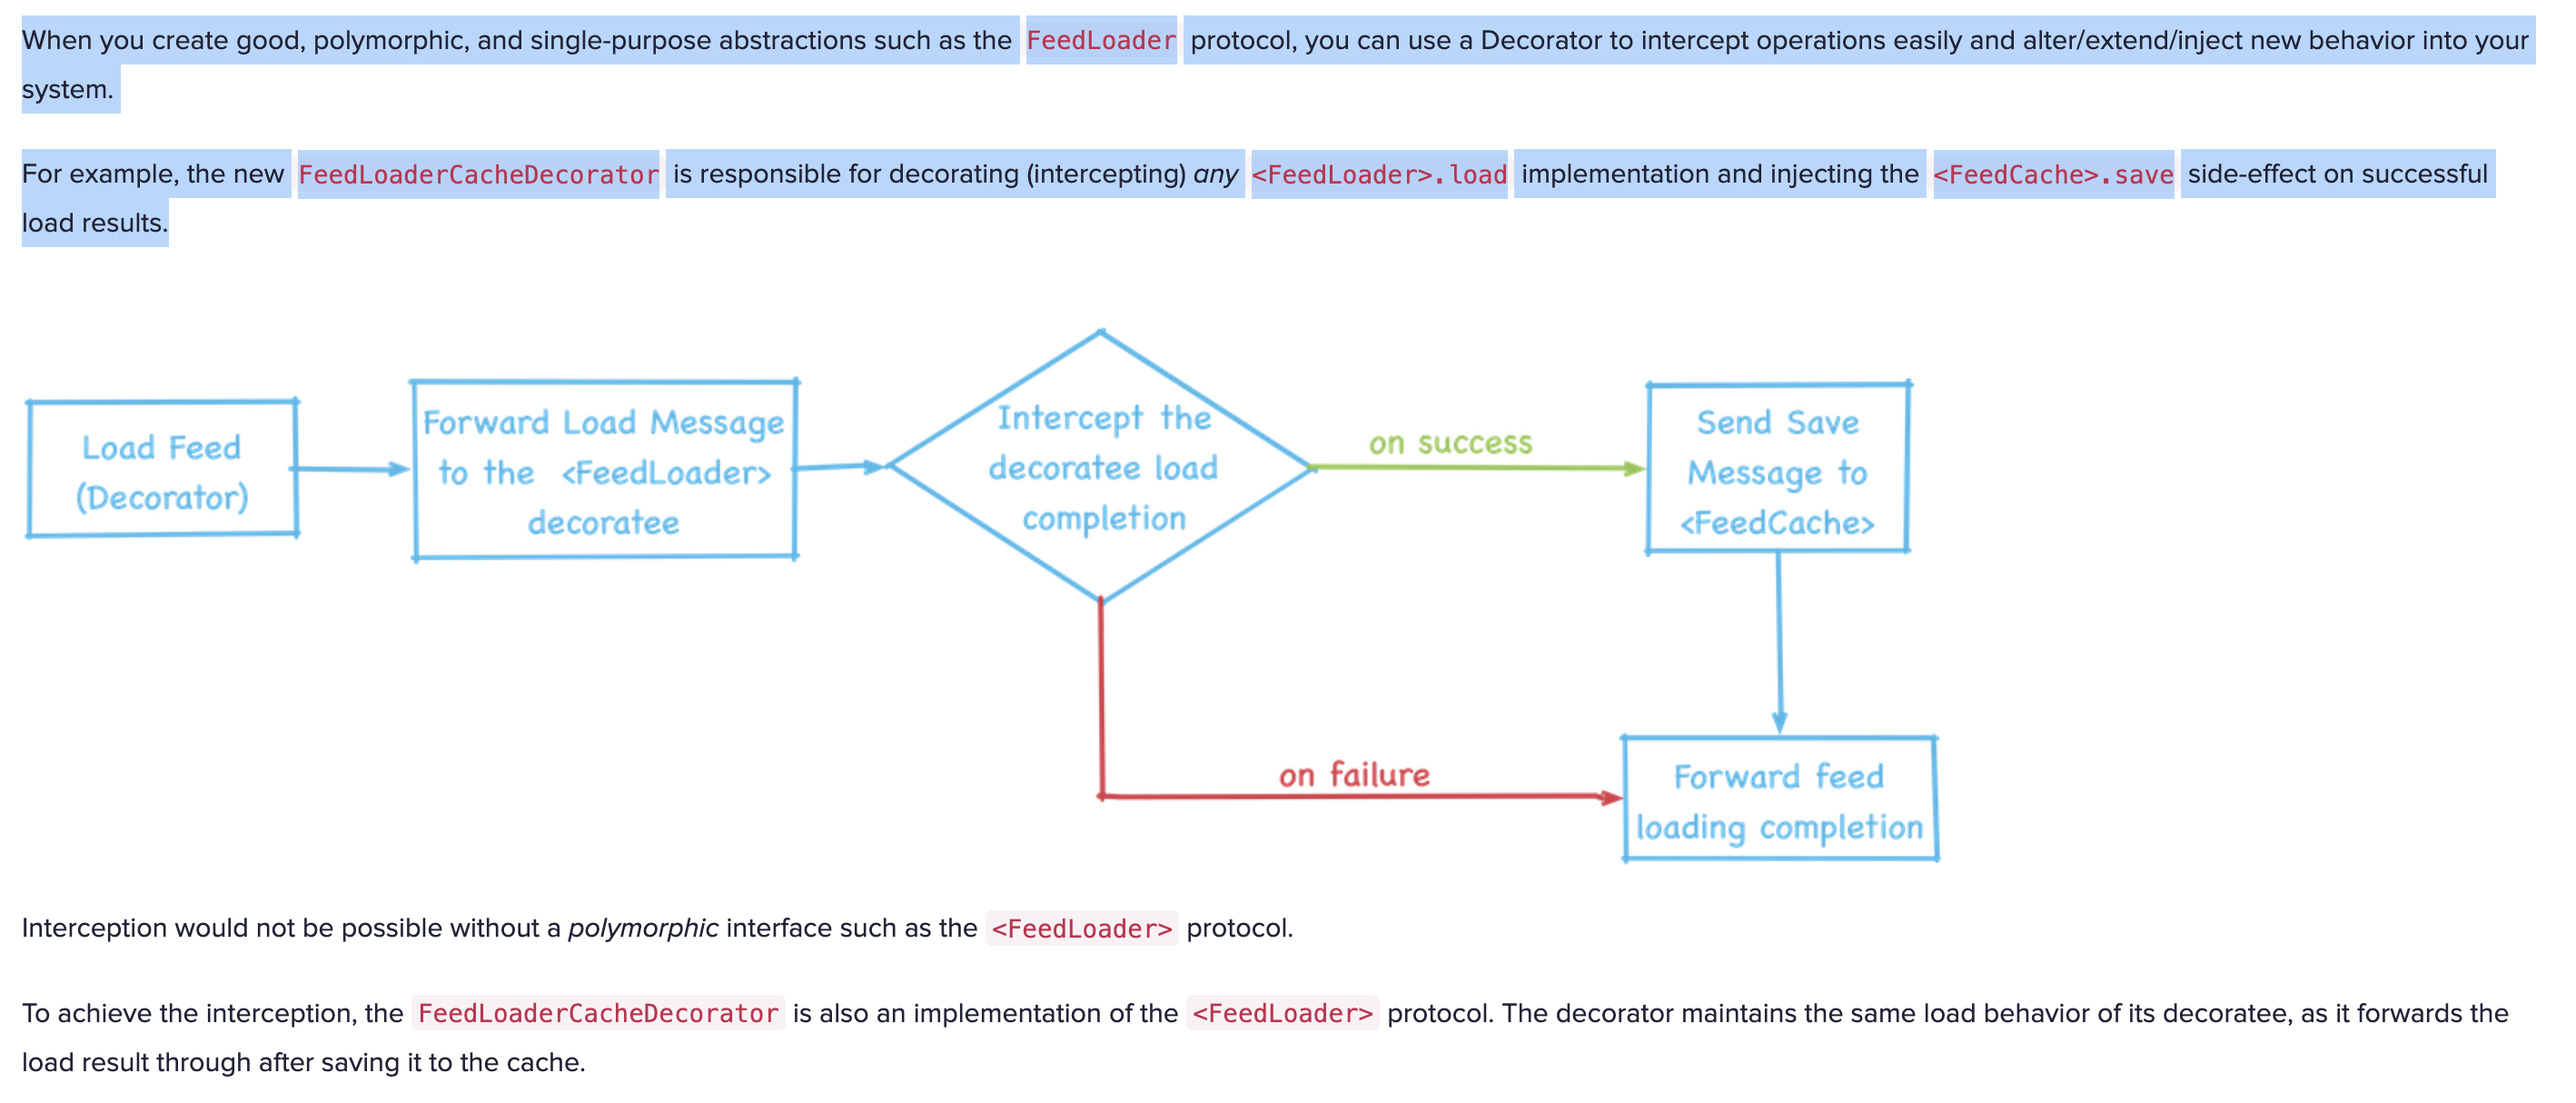 When you create good, polymorphic, and single-purpose abstractions such as the FeedLoader protocol, you can use a Decorator to intercept operations easily and alter/extend/inject new behavior into your
system.
For example, the new FeedLoaderCacheDecorator is responsible for decorating (intercepting) any <FeedLoader>.load implementation and injecting the <FeedCache>.save side-effect on successful
load results.
Load Feed
(Decorator)
Forward Load Message
to the <FeedLoader>
decoratee
Intercept the
decoratee load
completion
on success
Send Save
Message to
<FeedCache>
on failure
Forward feed
loading completion
Interception would not be possible without a polymorphic interface such as the <FeedLoader> protocol.
To achieve the interception, the FeedLoaderCacheDecorator is also an implementation of the <FeedLoader> protocol. The decorator maintains the same load behavior of its decoratee, as it forwards the
load result through after saving it to the cache.